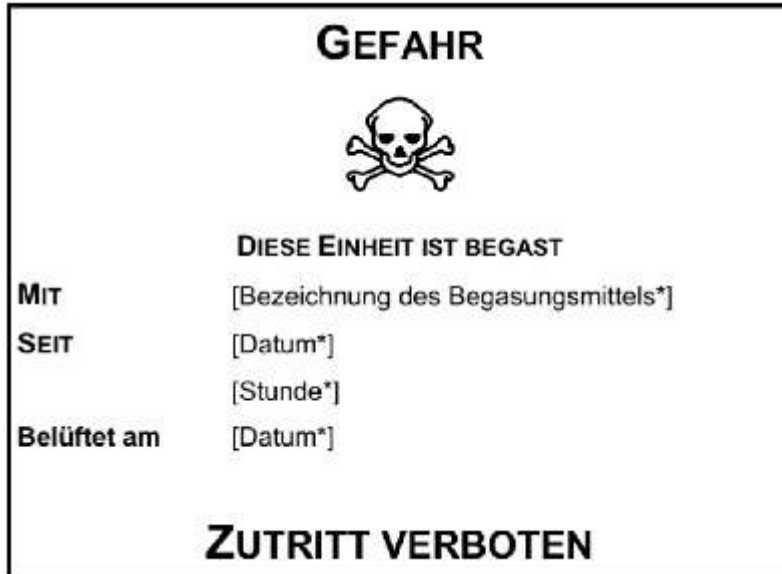 GEFAHR
DIESE EINHEIT IST BEGAST
MIT [Bezeichnung des Begasungsmittels*]
SEIT [Datum*]
[Stunde*]
Belüftet am [Datum*]
ZUTRITT VERBOTEN